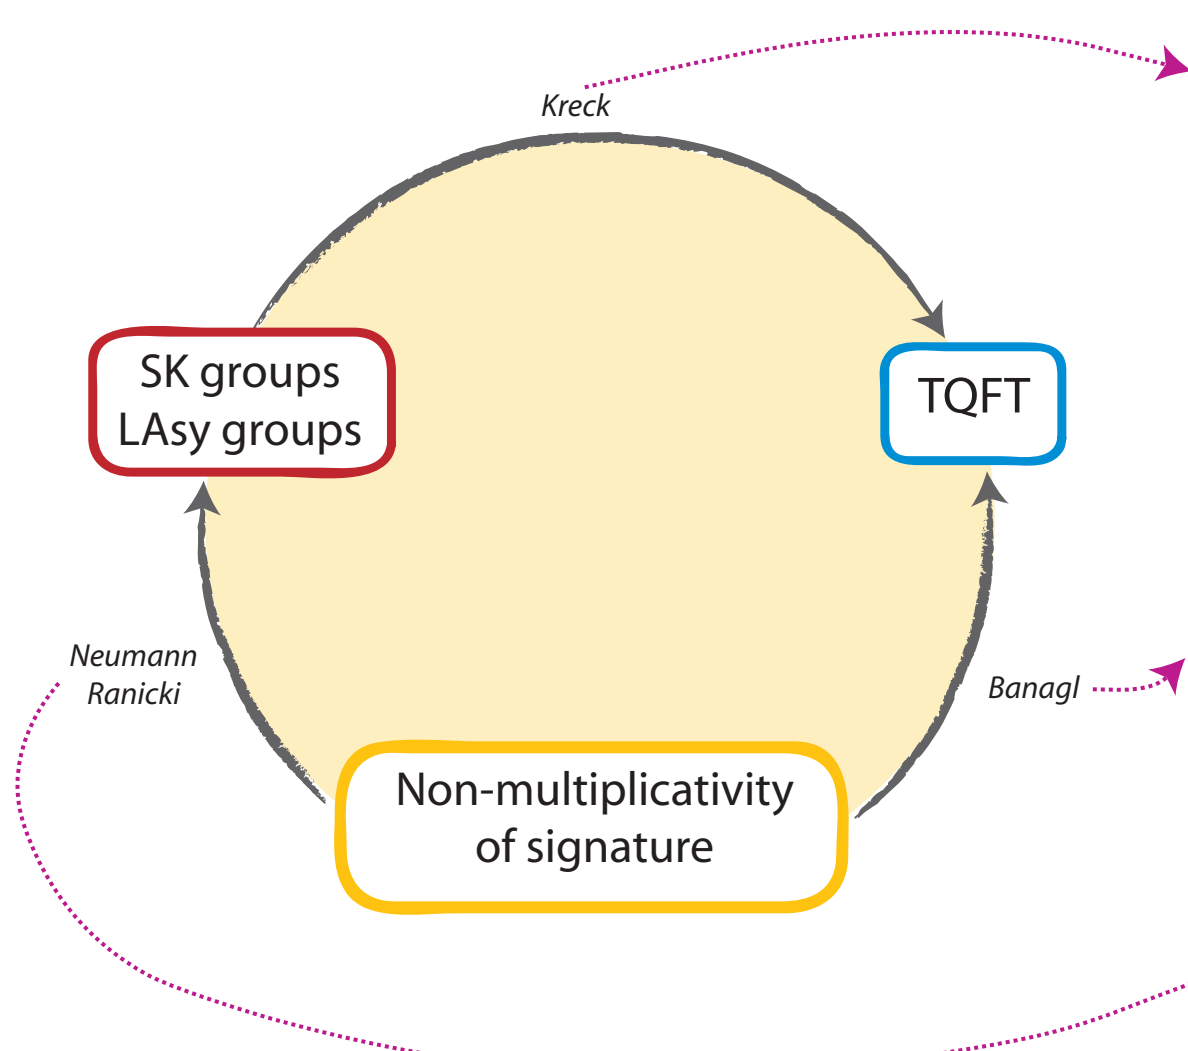 Kreck
SK groups
LAsy groups
TQFT
Neumann
Ranicki
Banagl
Non-multiplicativity
of signature